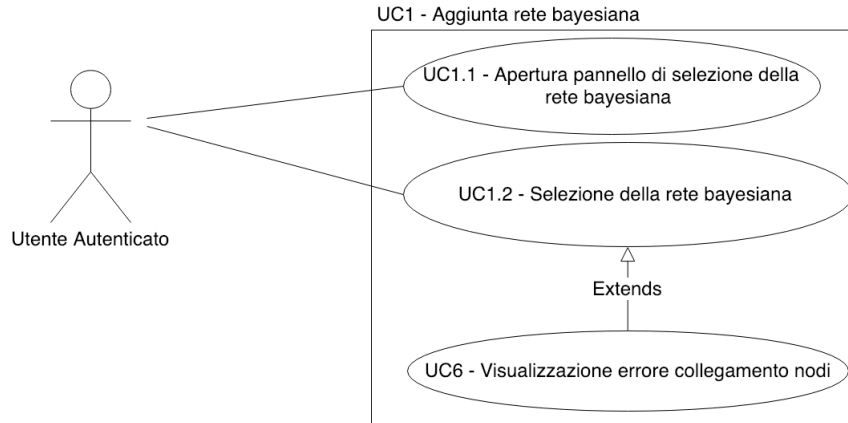 UC1 - Aggiunta rete bayesiana
UC1.1 - Apertura pannello di selezione della
rete bayesiana
UC1.2 - Selezione della rete bayesiana
Utente Autenticato
Extends
UC6 - Visualizzazione errore collegamento nodi